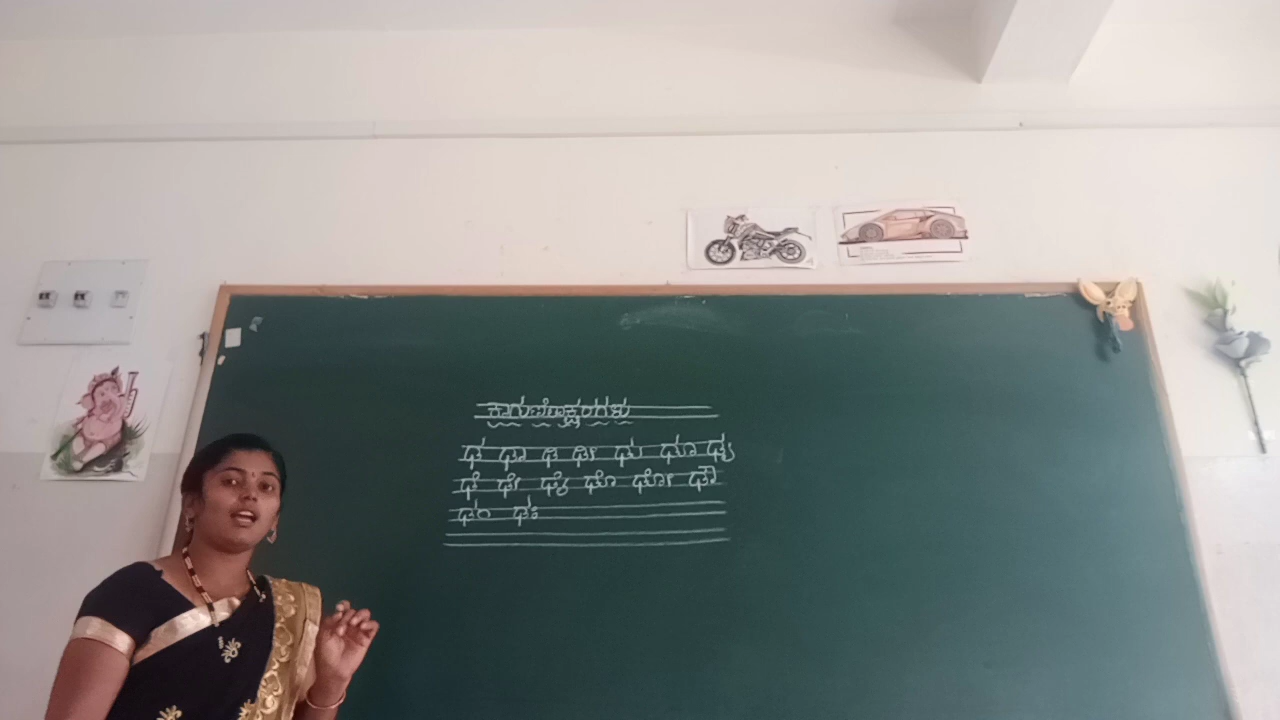 ಕಾಗುಣಿತಾಕ್ಷರಗಳು
ಧ ಧಾ ಧಿ ಧೀ ಧು ಧೂ ಧೃ
ಧೆ ಧೇ ಧೈ ಧೊ ಧೋ ಧೌ
ಧಂ ಧಃ